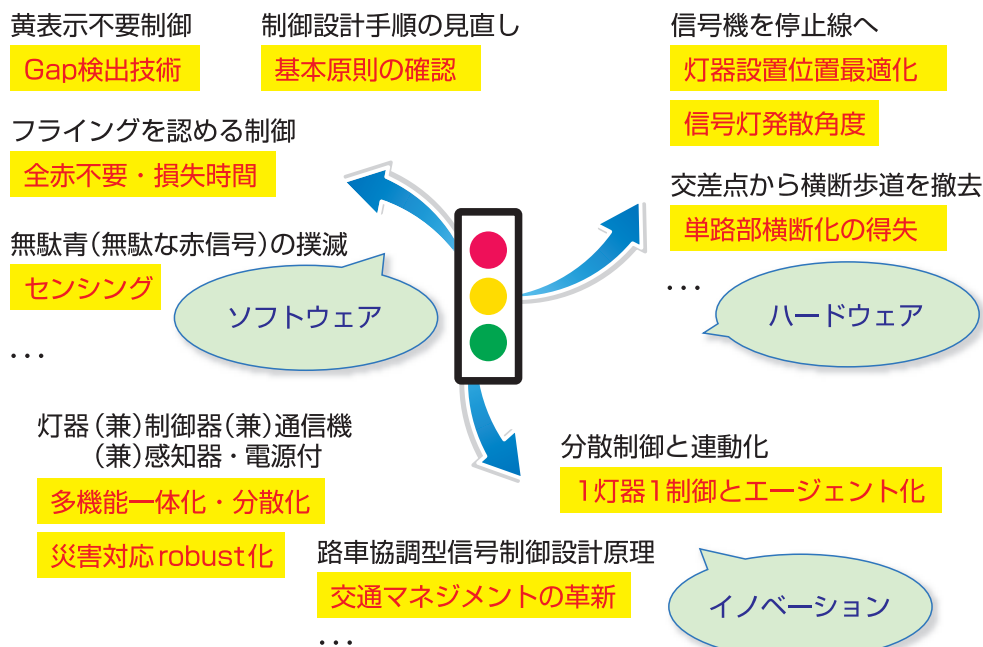 黄表示不要制御
Gap検出技術
制御設計手順の見直し
基本原則の確認
フライングを認める制御
全赤不要・損失時間
無駄青(無駄な赤信号)の撲滅
センシング
...
ソフトウェア
信号機を停止線へ
灯器設置位置最適化
信号灯発散角度
交差点から横断歩道を撤去
単路部横断化の得失
...
ハードウェア
灯器(兼)制御器(兼)通信機
(兼)感知器・電源付
多機能一体化・分散化
災害対応robust化
分散制御と連動化
1灯器1制御とエージェント化
路車協調型信号制御設計原理
交通マネジメントの革新
...
イノベーション